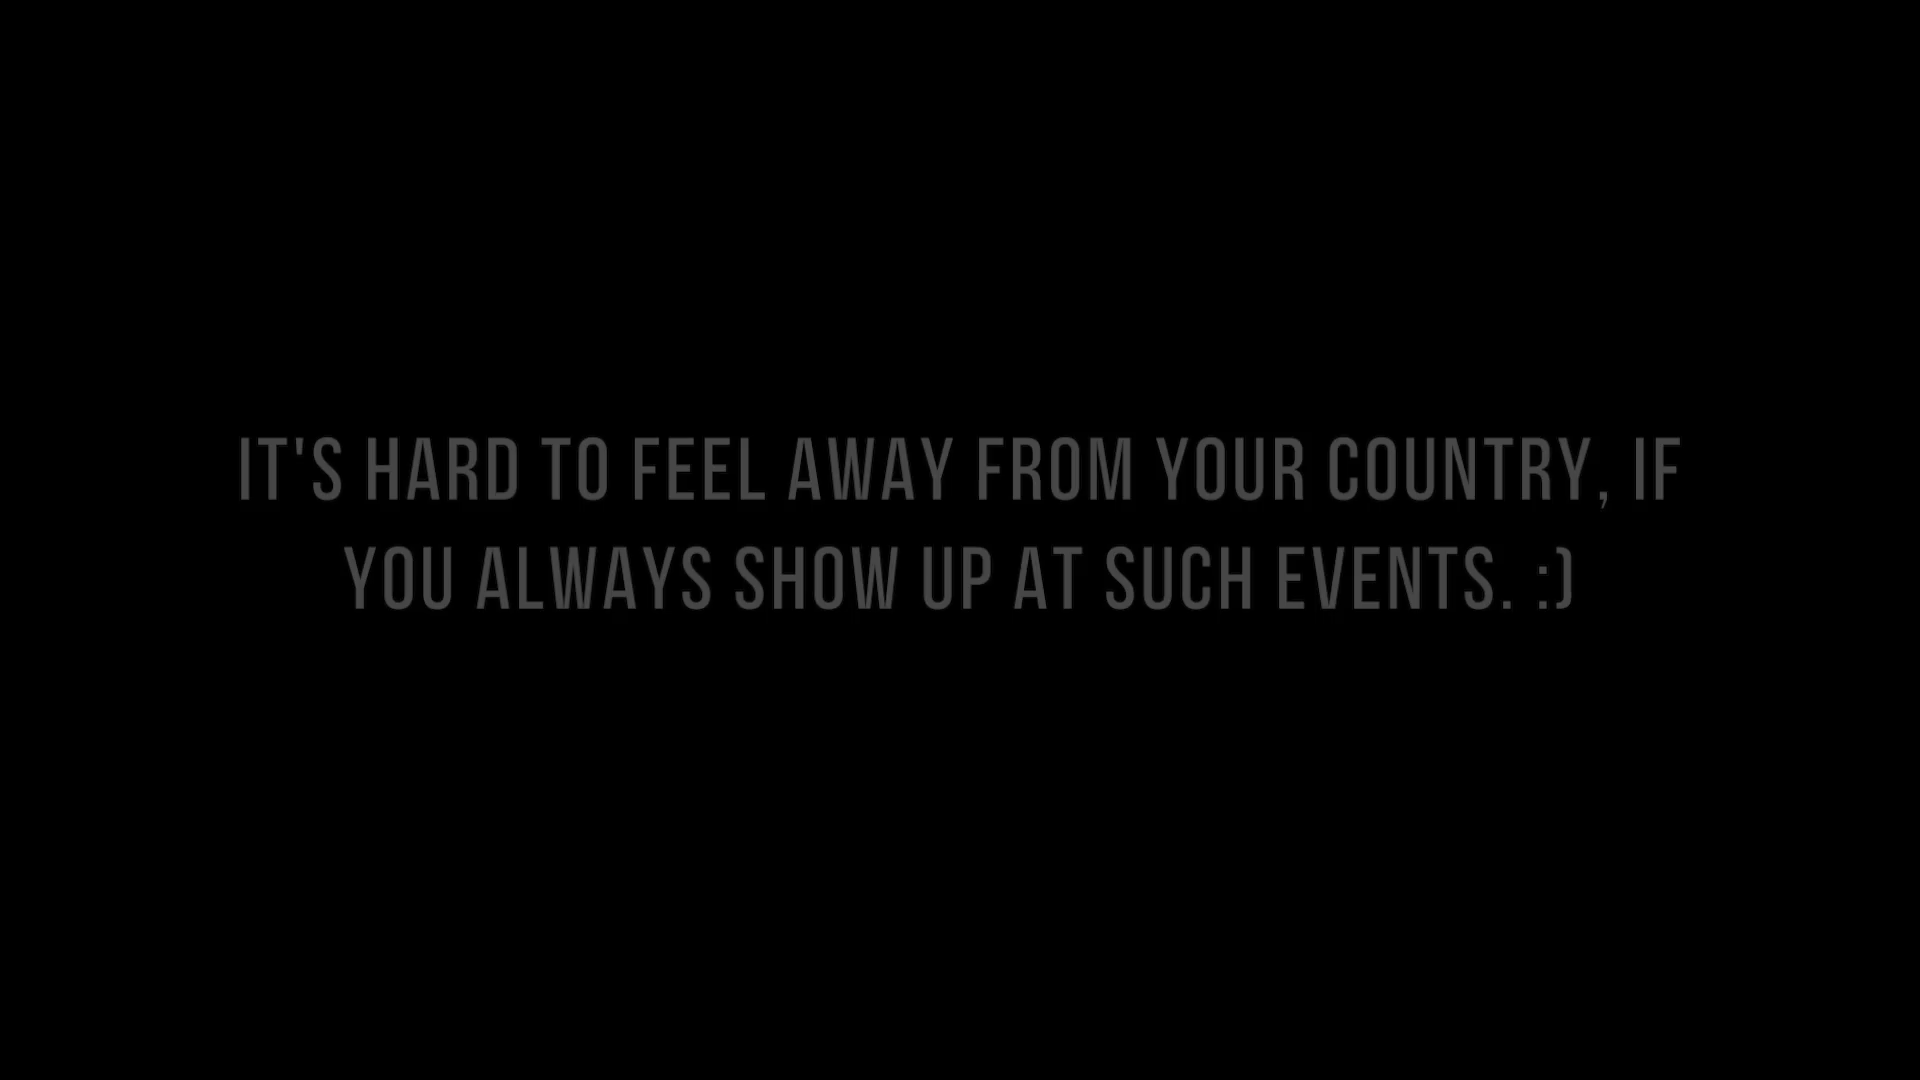 IT'S HARD TO FEEL AWAY FROM YOUR COUNTRY, IF
YOU ALWAYS SHOW UP AT SUCH EVENTS. :)